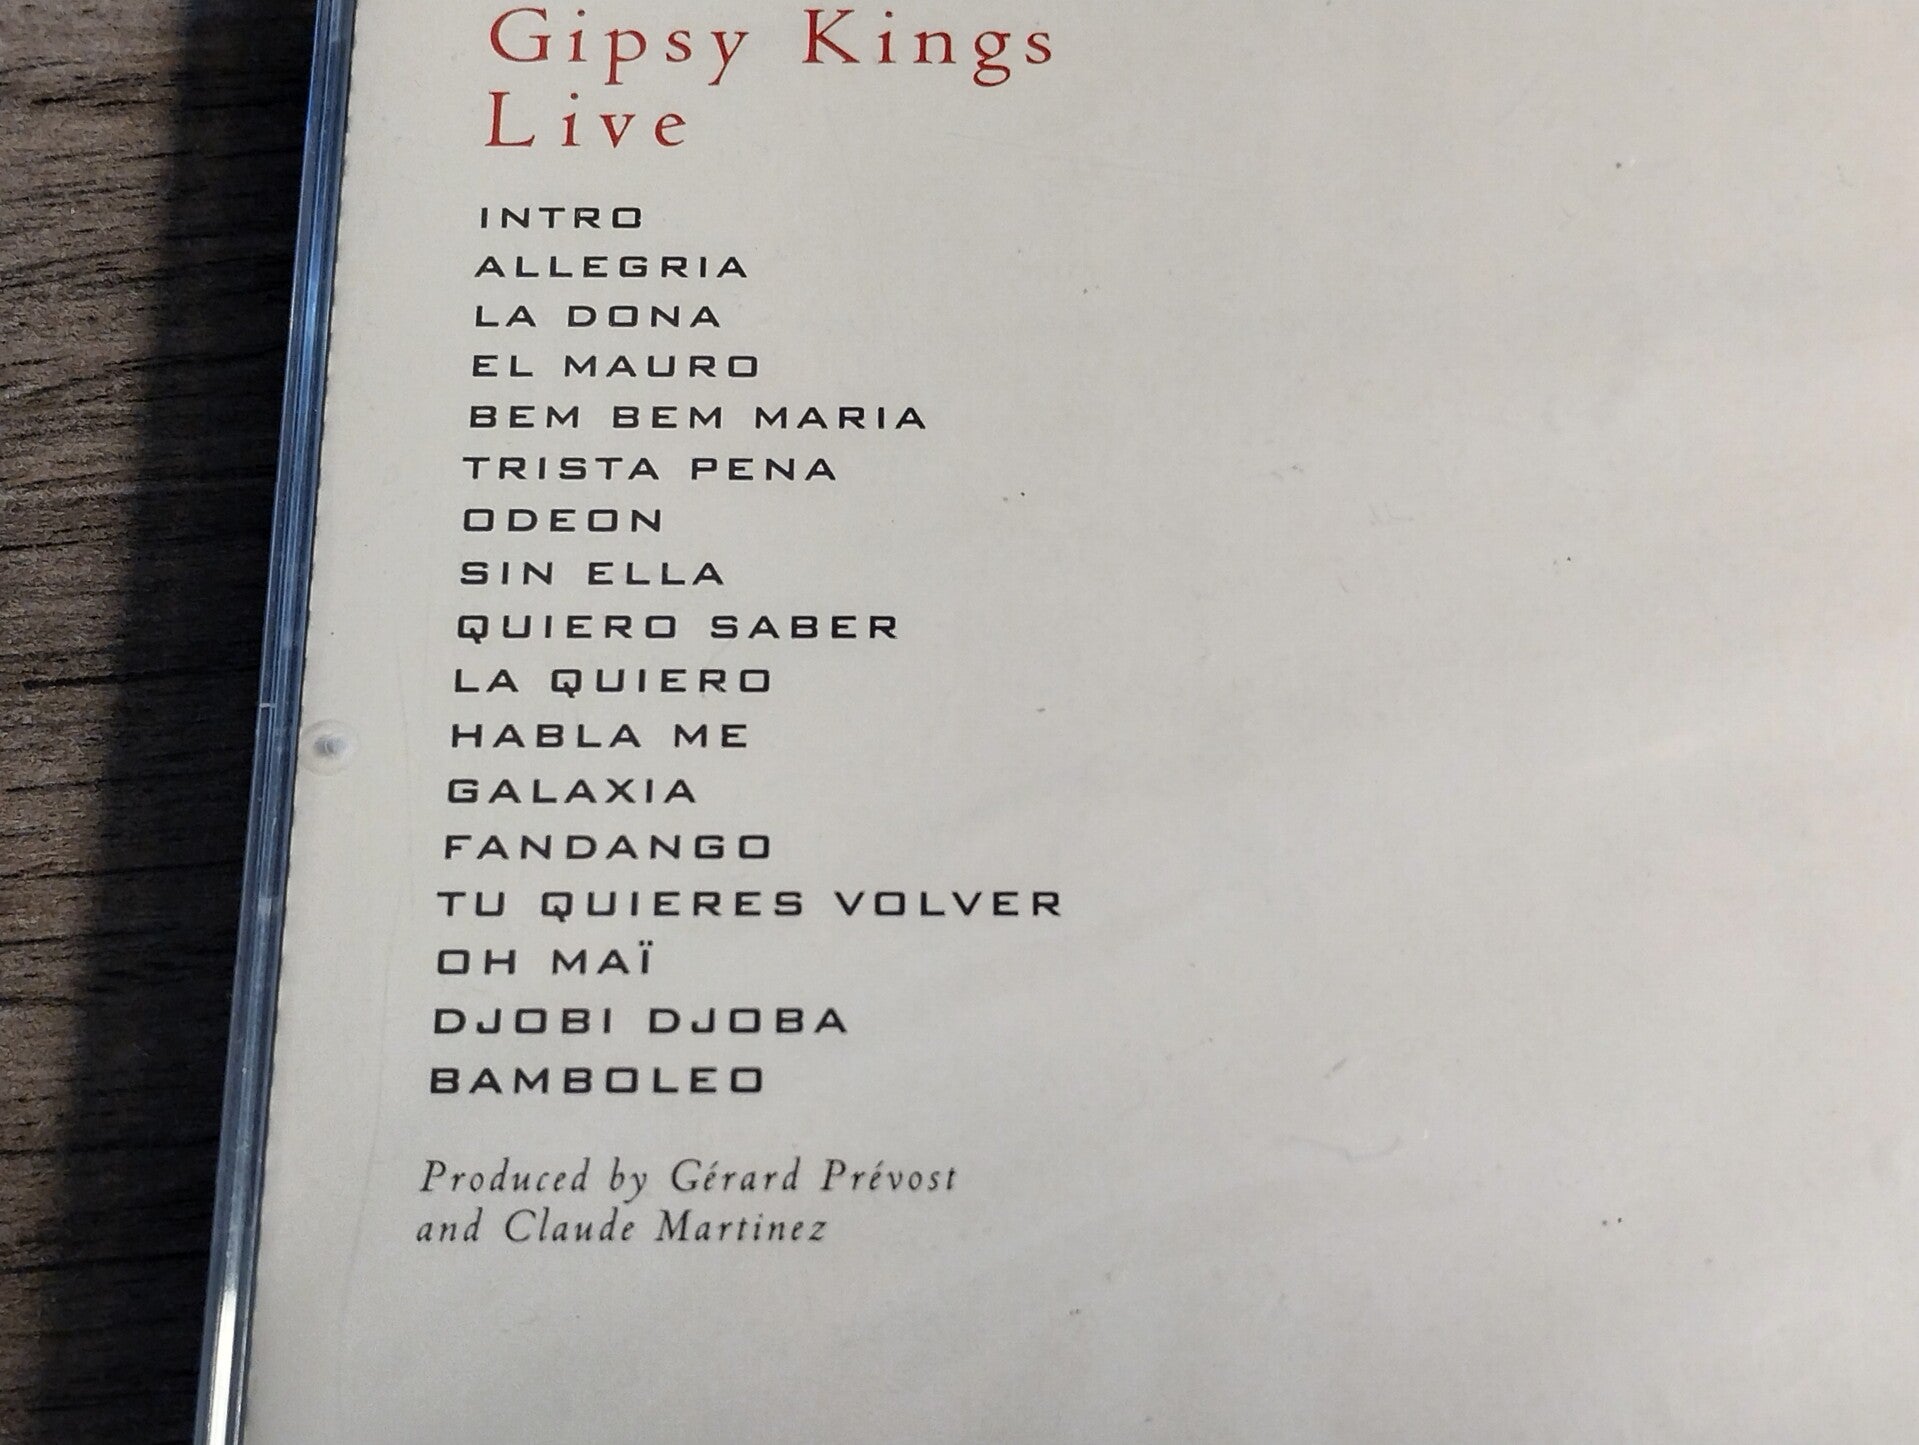 Gipsy Kings
Live
INTRO
ALLEGRIA
LA DONA
EL MAURO
BEM BEM MARIA
TRISTA PENA
ODEON
SIN ELLA
QUIERO SABER
LA QUIERO
HABLA ME
GALAXIA
FANDANGO
TU QUIERES VOLVER
OH MAÏ
DJOBI DJOBA
BAMBOLEO
Produced by Gérard Prévost
and Claude Martinez